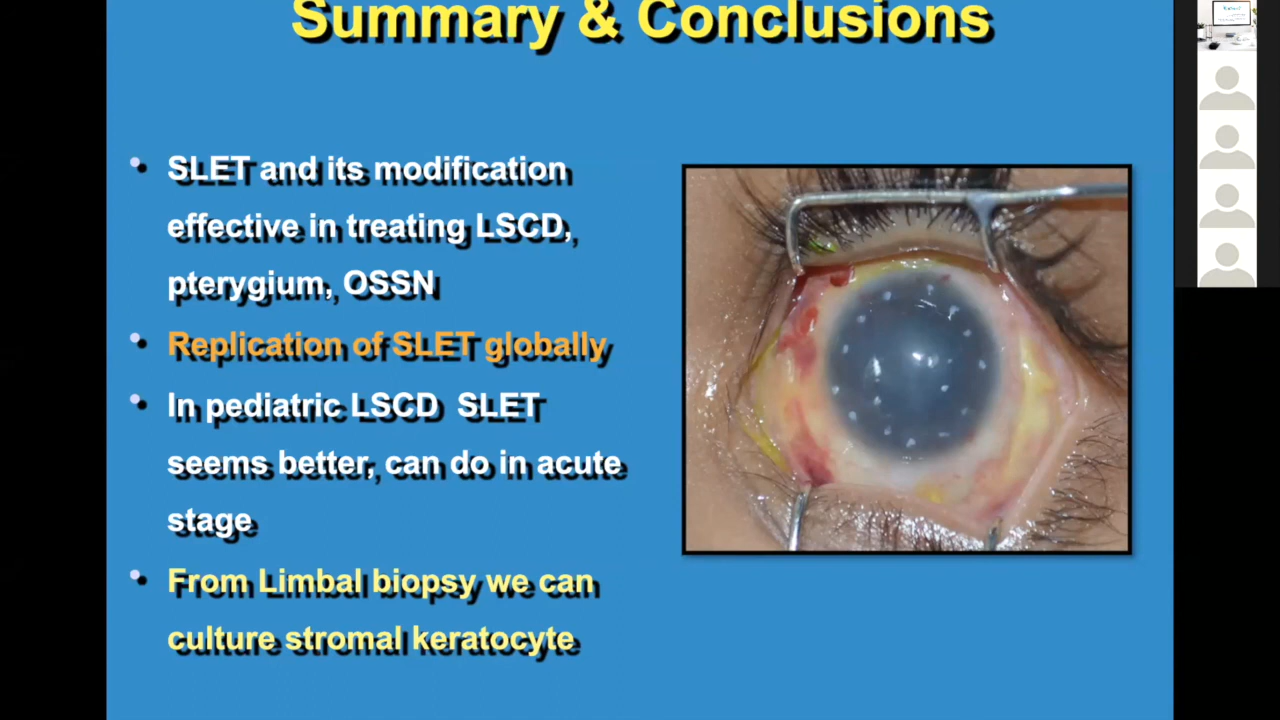 Summary & Conclusions
• SLET and its modification
effective in treating LSCD,
pterygium, OSSN
• Replication of SLET globally
• In pediatric LSCD SLET
seems better, can do in acute
stage
• From Limbal biopsy we can
culture stromal keratocyte